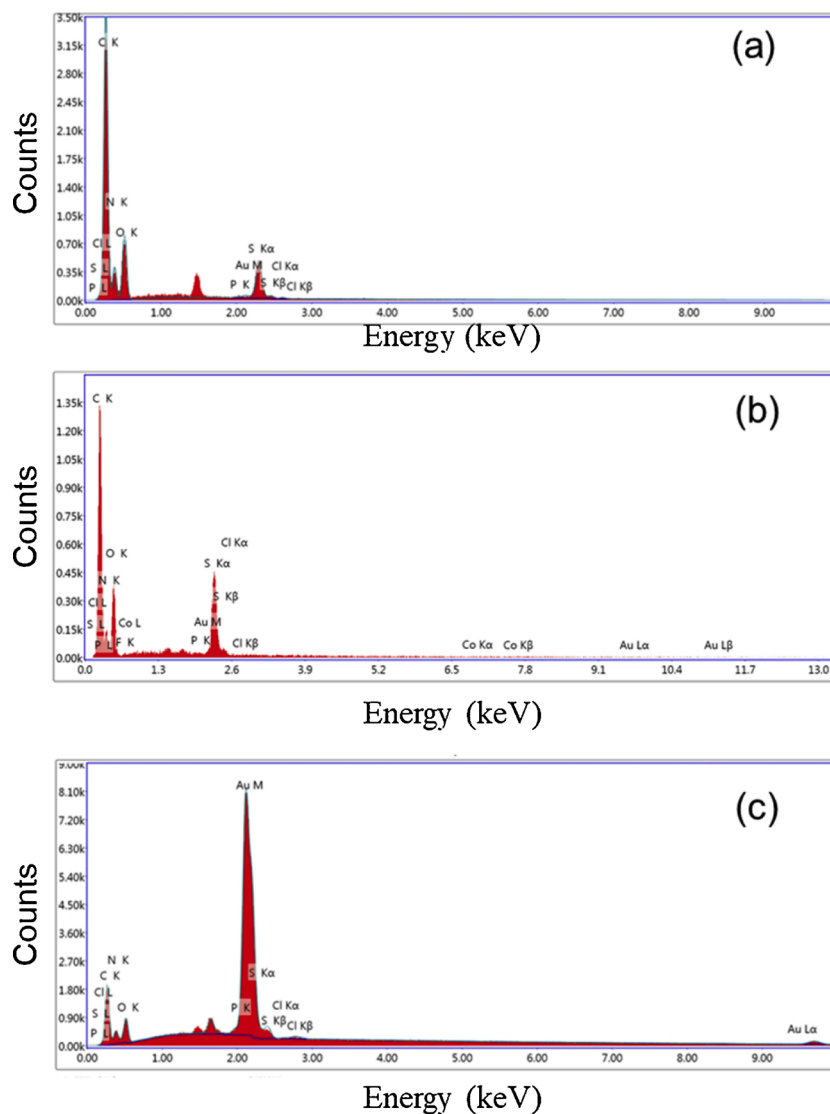 3.50k
(a)
3.15k
C K
2.80k
2.45k
2.10k
1.75k
1.40k
N K
1.05k
O K
0.70k
Cl L
S Kα
Au M
Cl Kα
0.35k
S L
P K
S Kβ
Cl Kβ
0.00k
P L
0.00 1.00 2.00 3.00 4.00 5.00 6.00 7.00 8.00 9.00
Counts
Energy (keV)
(b)
1.35k
C K
1.20k
1.05k
0.90k
0.75k
0.60k
Cl Kα
O K
S Kα
0.45k
N K
S Kβ
0.30k
Cl L
S L
Co L
Au M
0.15k
P L
F K
P K
Cl Kβ
Co Kα
Co Kβ
Au Lα
Au Lβ
0.00k
0.0 1.3 2.6 3.9 5.2 6.5 7.8 9.1 10.4 11.7 13.0
Counts
Energy (keV)
9.00k
Au M
(c)
8.10k
7.20k
6.30k
5.40k
4.50k
3.60k
2.70k
N K
C K
S Kα
1.80k
Cl L
S L
O K
P K
Cl Kα
0.90k
S Kβ
Cl Kβ
P L
Au Lα
0.00k
0.00 1.00 2.00 3.00 4.00 5.00 6.00 7.00 8.00 9.00
Counts
Energy (keV)